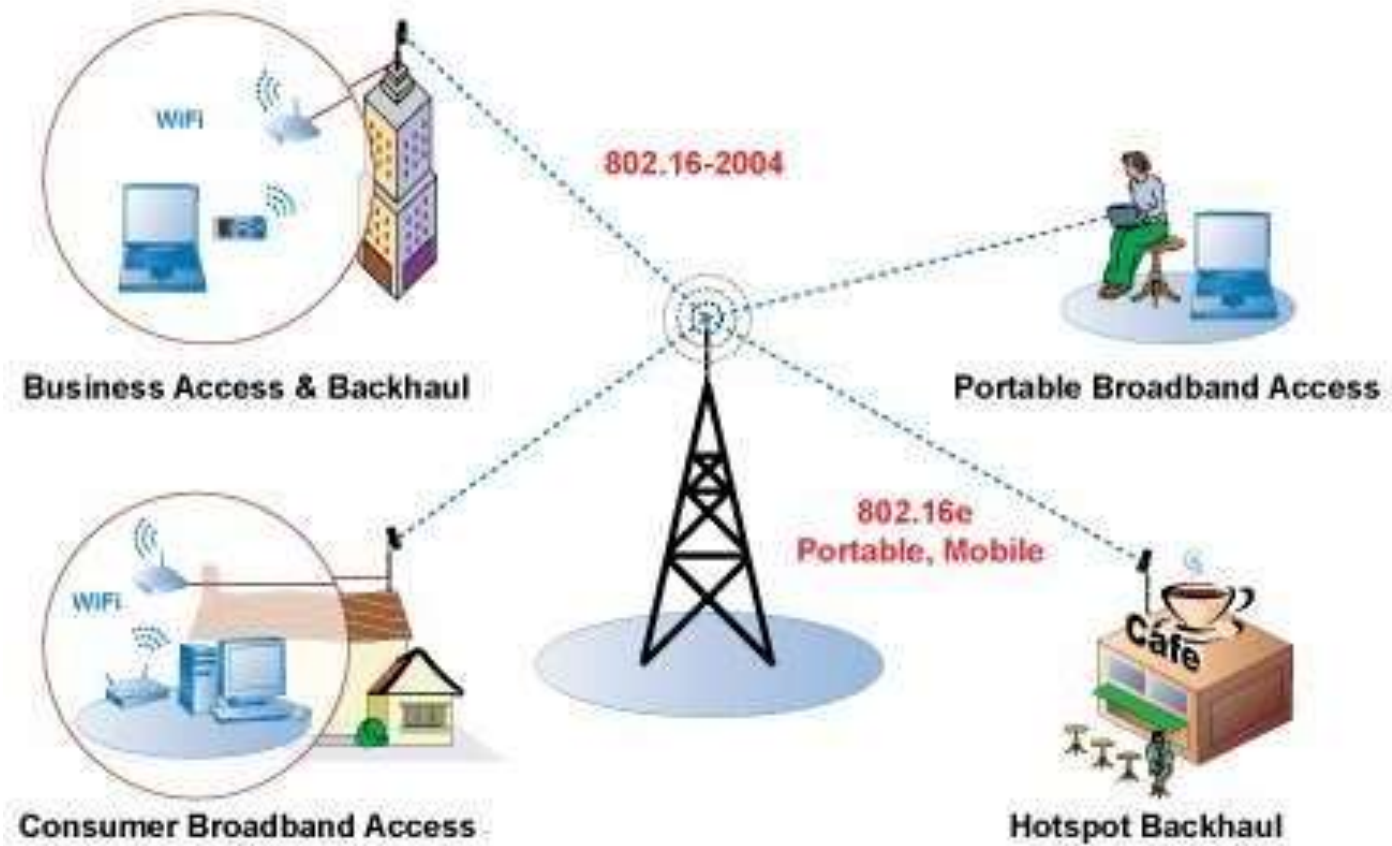 WiFi
802.16-2004
Business Access & Backhaul
Portable Broadband Access
802.16e
Portable, Mobile
WiFi
Cafe
Consumer Broadband Access
Hotspot Backhaul